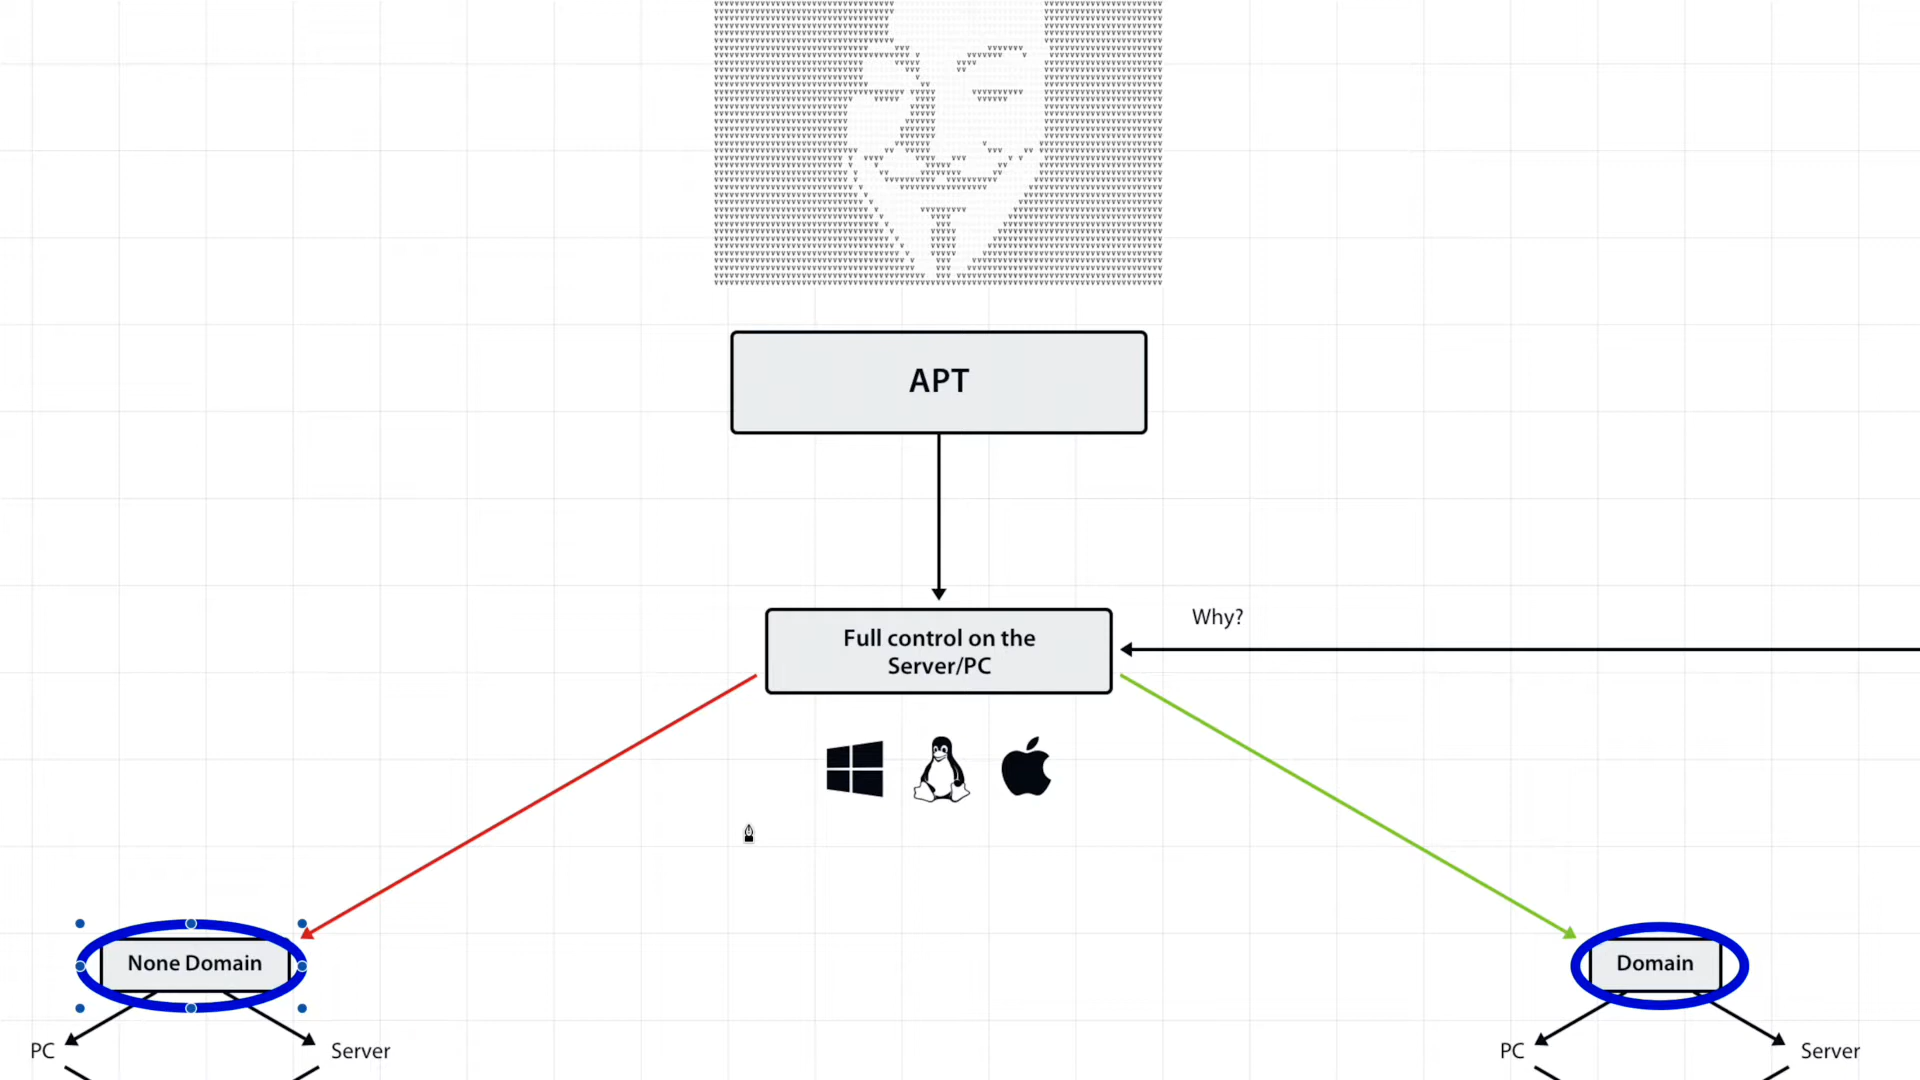 APT
Full control on the
Server/PC
Why?
None Domain
Domain
PC
Server
PC
Server